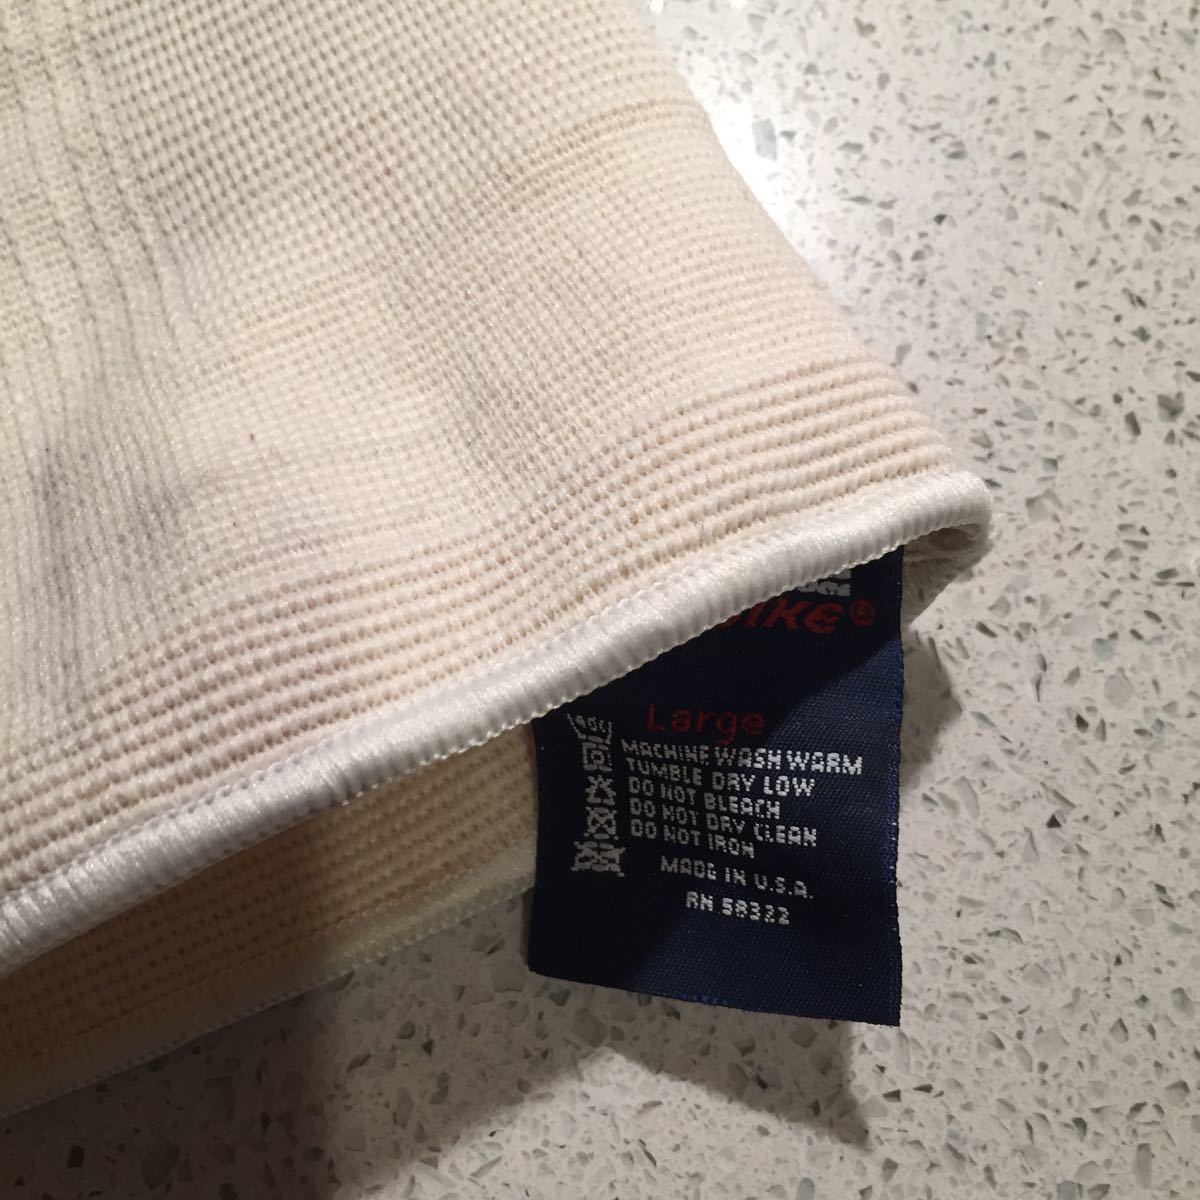 BIKE®
Large
MACHINE WASH WARM
TUMBLE DRY LOW
DO NOT BLEACH
DO NOT DRY CLEAN
DO NOT IRON
MADE IN U.S.A.
RN 58322